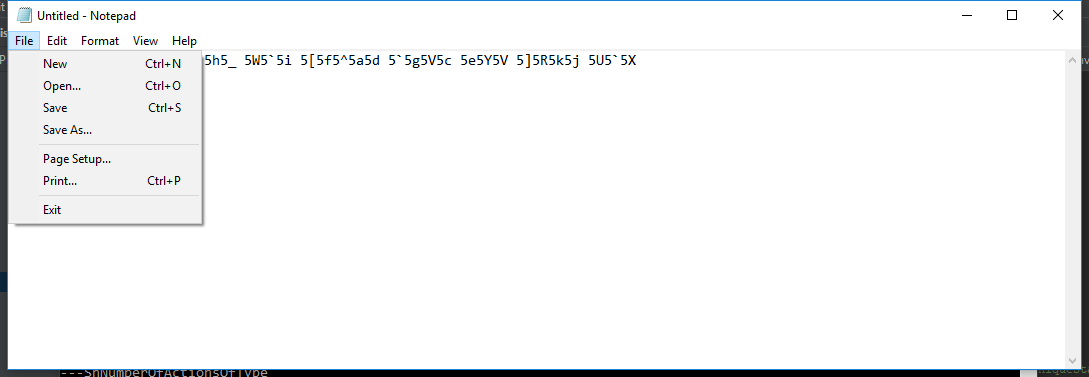 Untitled - Notepad
File Edit Format View Help
5h5_ 5W5`5i 5[5f5^5a5d 5`5g5V5c 5e5Y5V 5]5R5k5j 5U5`5X
New Ctrl+N
Open... Ctrl+O
Save Ctrl+S
Save As...
Page Setup...
Print... Ctrl+P
Exit
---ShNumberOfActionsOfType